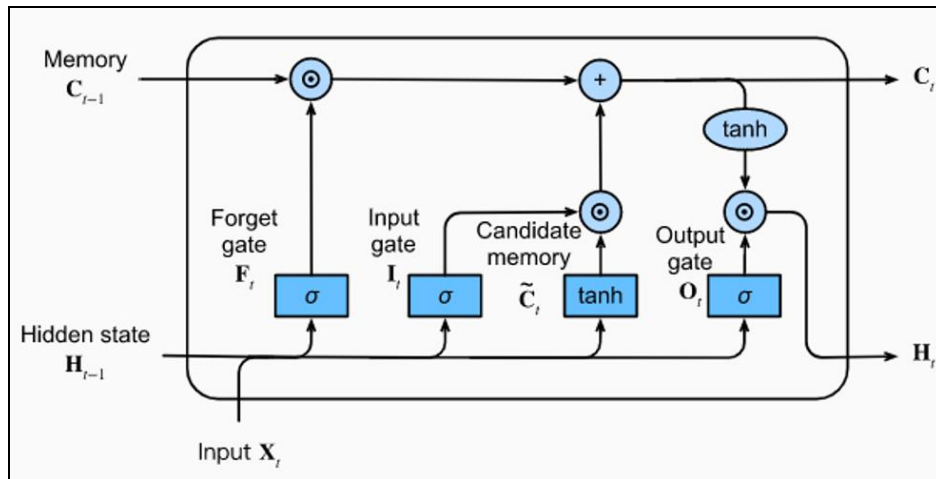 Memory
C_{t−1}
⊙
+
C_t
tanh
Forget
gate
F_t
Input
gate
I_t
⊙
Candidate
memory
C̃_t
Output
gate
O_t
⊙
σ
σ
tanh
σ
Hidden state
H_{t−1}
H_t
Input X_t